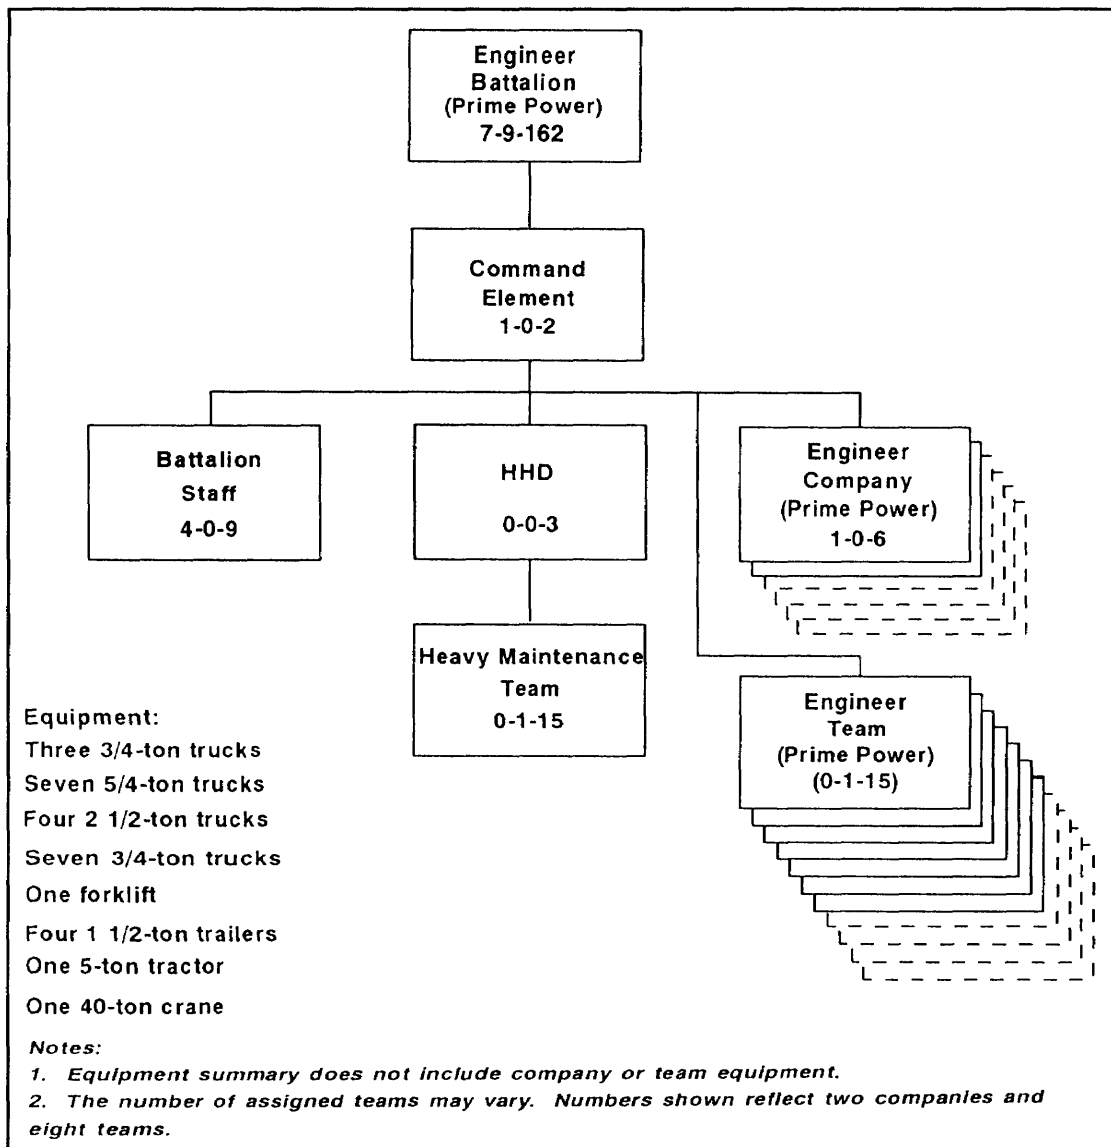 Engineer
Battalion
(Prime Power)
7-9-162
Command
Element
1-0-2
Battalion
Staff
4-0-9
HHD
0-0-3
Engineer
Company
(Prime Power)
1-0-6
Heavy Maintenance
Team
0-1-15
Engineer
Team
(Prime Power)
(0-1-15)
Equipment:
Three 3/4-ton trucks
Seven 5/4-ton trucks
Four 2 1/2-ton trucks
Seven 3/4-ton trucks
One forklift
Four 1 1/2-ton trailers
One 5-ton tractor
One 40-ton crane
Notes:
1. Equipment summary does not include company or team equipment.
2. The number of assigned teams may vary. Numbers shown reflect two companies and
eight teams.